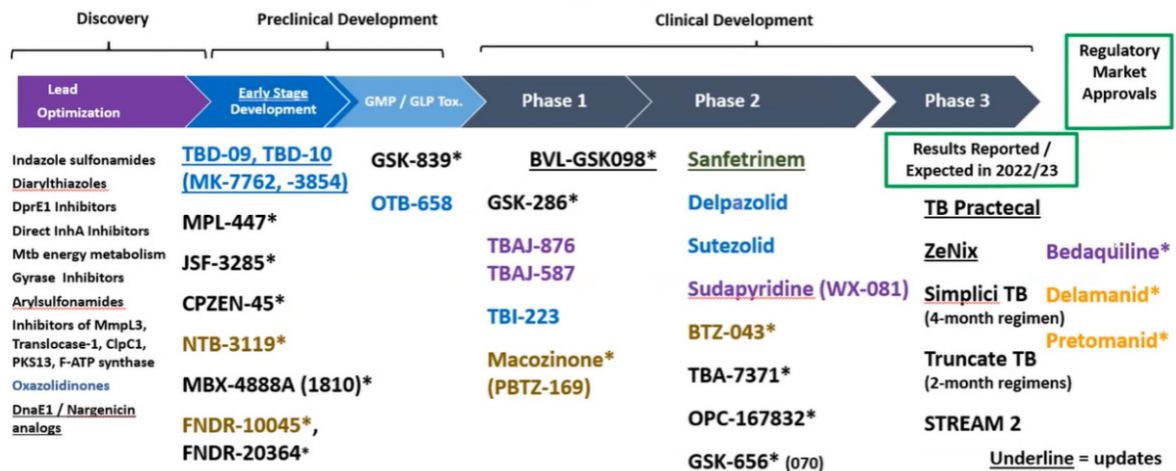 Discovery
Preclinical Development
Clinical Development
Regulatory
Market
Approvals
Lead
Optimization
Early Stage
Development
GMP / GLP Tox.
Phase 1
Phase 2
Phase 3
Indazole sulfonamides
Diarylthiazoles
DprE1 Inhibitors
Direct InhA Inhibitors
Mtb energy metabolism
Gyrase Inhibitors
Arylsulfonamides
Inhibitors of MmpL3,
Translocase-1, ClpC1,
PKS13, F-ATP synthase
Oxazolidinones
DnaE1 / Nargenicin
analogs
TBD-09, TBD-10
(MK-7762, -3854)
MPL-447*
JSF-3285*
CPZEN-45*
NTB-3119*
MBX-4888A (1810)*
FNDR-10045*,
FNDR-20364*
GSK-839*
OTB-658
BVL-GSK098*
GSK-286*
TBAJ-876
TBAJ-587
TBI-223
Macozinone*
(PBTZ-169)
Sanfetrinem
Delpazolid
Sutezolid
Sudapyridine (WX-081)
BTZ-043*
TBA-7371*
OPC-167832*
GSK-656* (070)
Results Reported /
Expected in 2022/23
TB Practecal
ZeNix
Simplici TB
(4-month regimen)
Truncate TB
(2-month regimens)
STREAM 2
Bedaquiline*
Delamanid*
Pretomanid*
Underline = updates